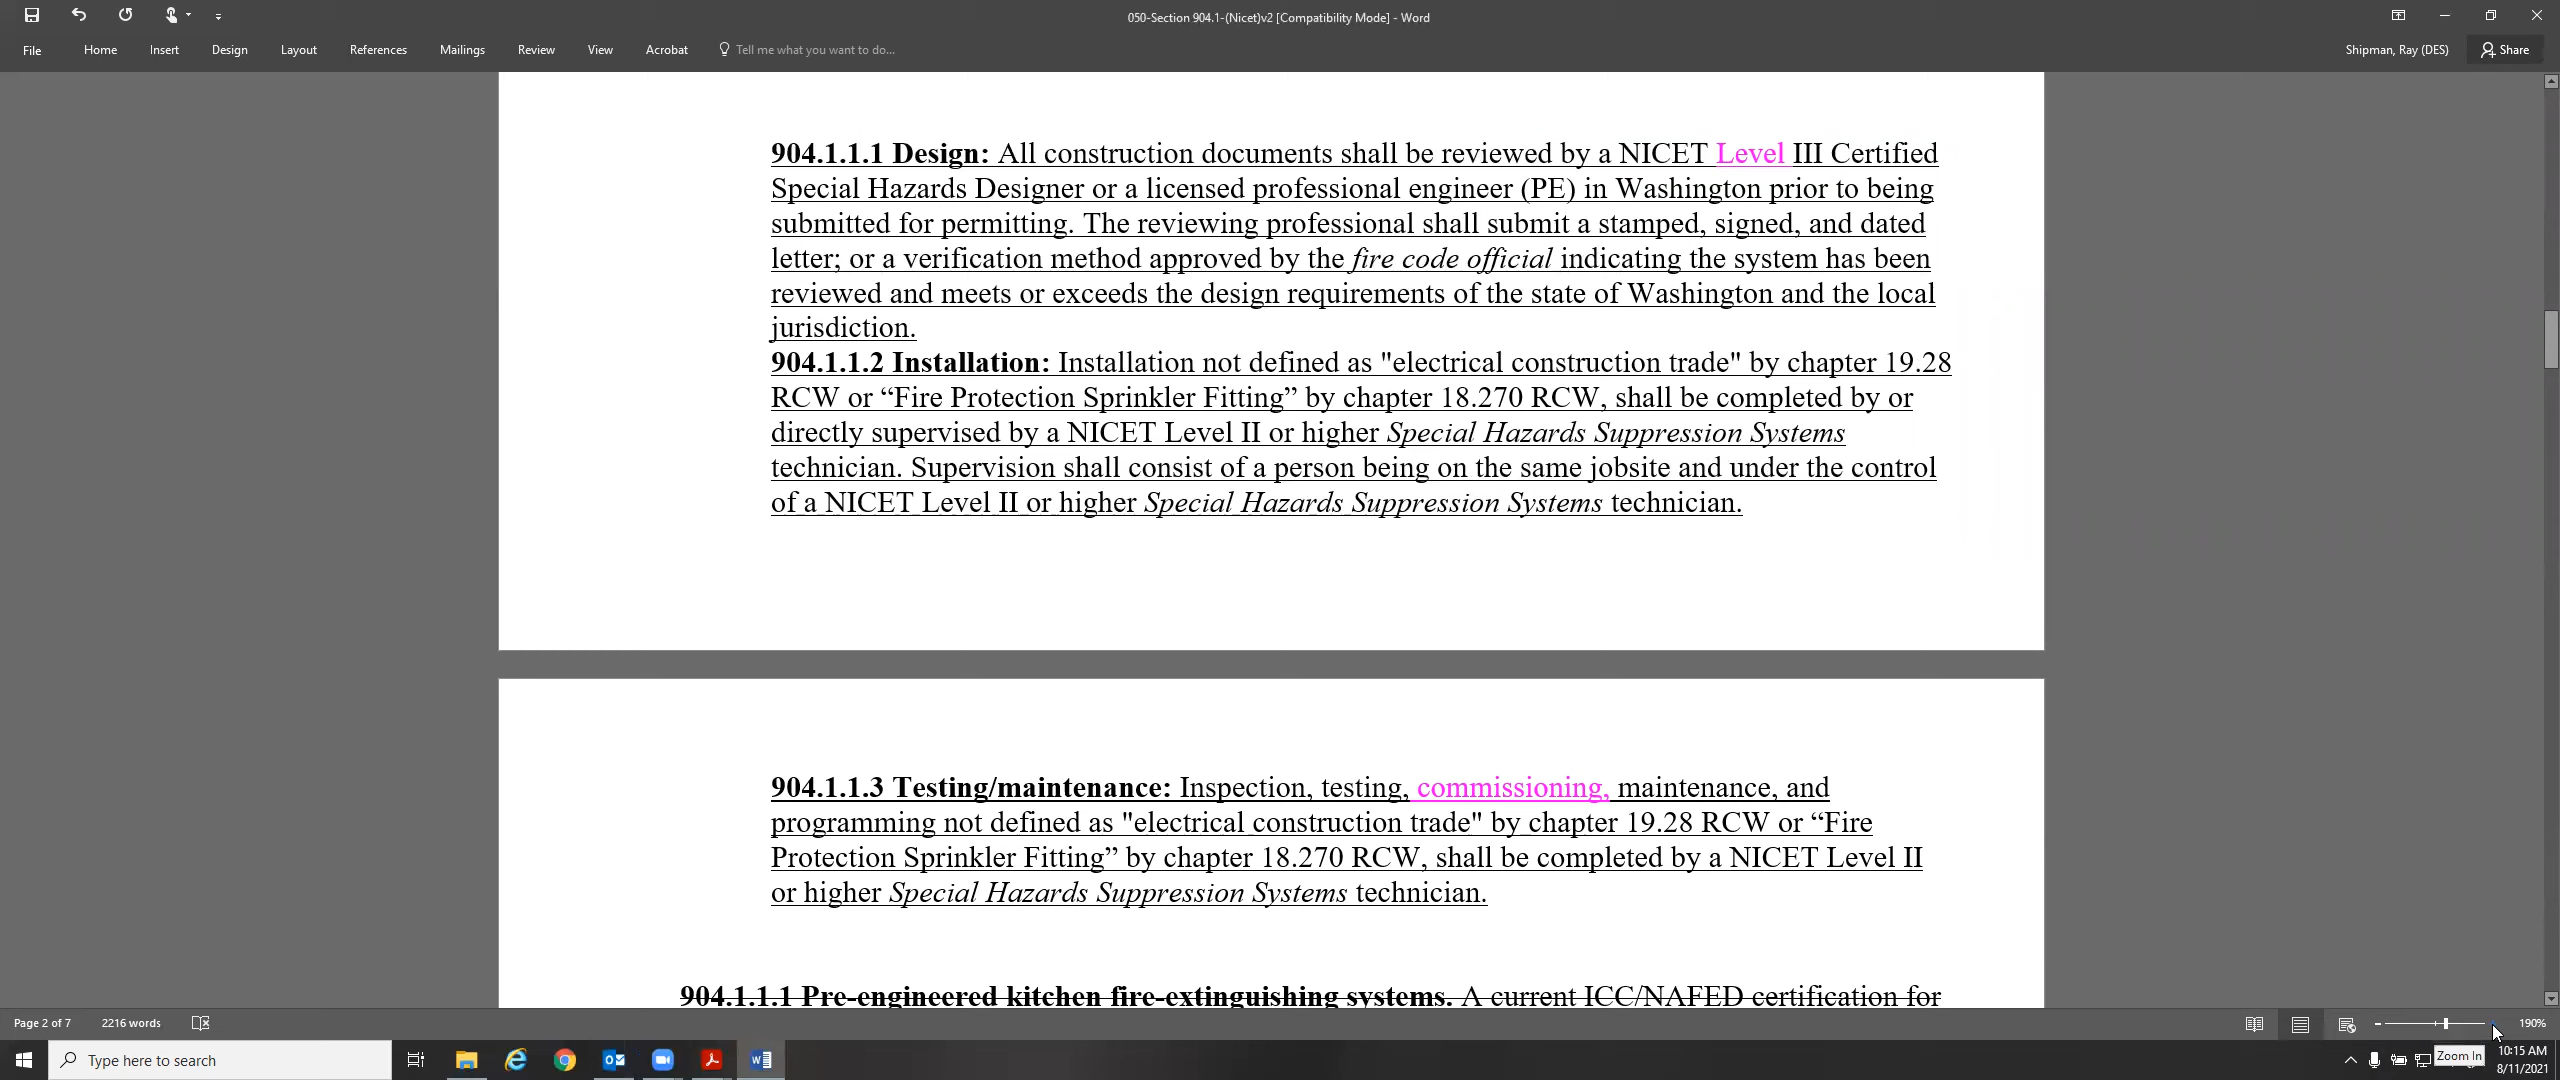 050-Section 904.1-(Nicet)v2 [Compatibility Mode] - Word
File Home Insert Design Layout References Mailings Review View Acrobat Tell me what you want to do... Shipman, Ray (DES) Share
904.1.1.1 Design: All construction documents shall be reviewed by a NICET Level III Certified
Special Hazards Designer or a licensed professional engineer (PE) in Washington prior to being
submitted for permitting. The reviewing professional shall submit a stamped, signed, and dated
letter; or a verification method approved by the fire code official indicating the system has been
reviewed and meets or exceeds the design requirements of the state of Washington and the local
jurisdiction.
904.1.1.2 Installation: Installation not defined as "electrical construction trade" by chapter 19.28
RCW or “Fire Protection Sprinkler Fitting” by chapter 18.270 RCW, shall be completed by or
directly supervised by a NICET Level II or higher Special Hazards Suppression Systems
technician. Supervision shall consist of a person being on the same jobsite and under the control
of a NICET Level II or higher Special Hazards Suppression Systems technician.
904.1.1.3 Testing/maintenance: Inspection, testing, commissioning, maintenance, and
programming not defined as "electrical construction trade" by chapter 19.28 RCW or “Fire
Protection Sprinkler Fitting” by chapter 18.270 RCW, shall be completed by a NICET Level II
or higher Special Hazards Suppression Systems technician.
904.1.1.1 Pre-engineered kitchen fire-extinguishing systems. A current ICC/NAFED certification for
Page 2 of 7 2216 words 190%
Type here to search Zoom In 10:15 AM
8/11/2021